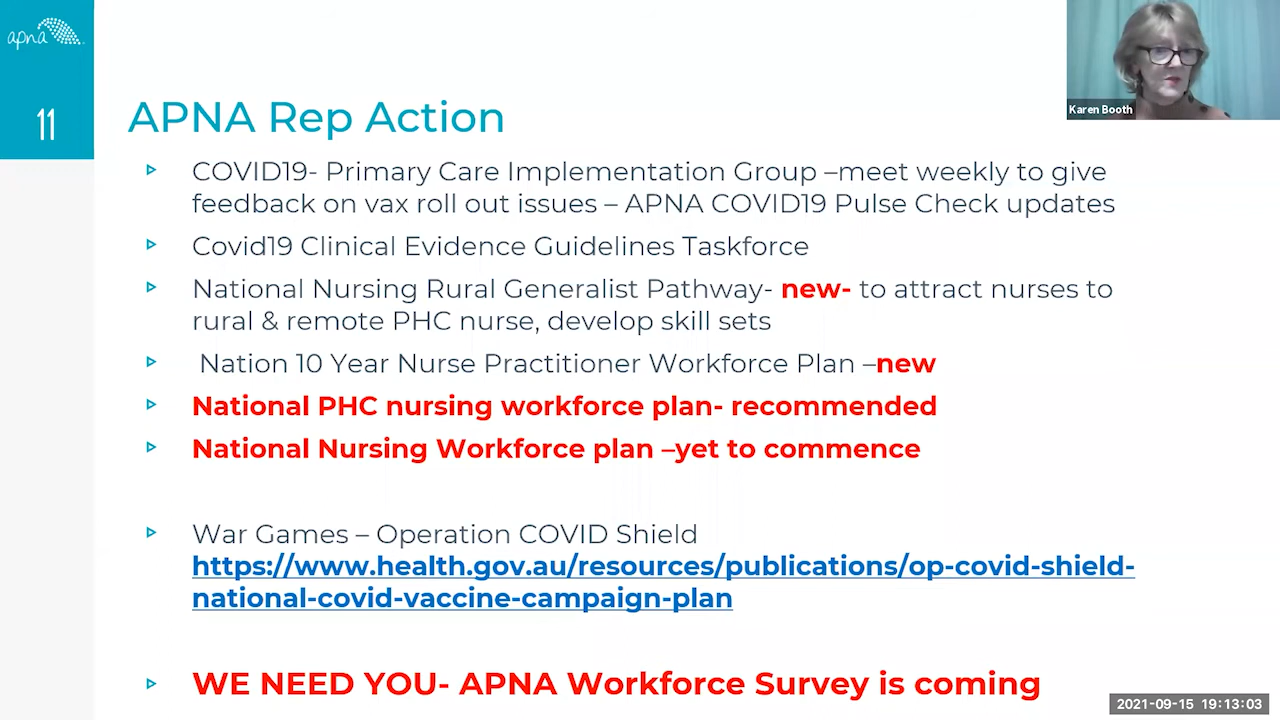 apna
11
Karen Booth
APNA Rep Action
COVID19- Primary Care Implementation Group –meet weekly to give
feedback on vax roll out issues – APNA COVID19 Pulse Check updates
Covid19 Clinical Evidence Guidelines Taskforce
National Nursing Rural Generalist Pathway- new- to attract nurses to
rural & remote PHC nurse, develop skill sets
Nation 10 Year Nurse Practitioner Workforce Plan –new
National PHC nursing workforce plan- recommended
National Nursing Workforce plan –yet to commence
War Games – Operation COVID Shield
https://www.health.gov.au/resources/publications/op-covid-shield-
national-covid-vaccine-campaign-plan
WE NEED YOU- APNA Workforce Survey is coming
2021-09-15 19:13:03